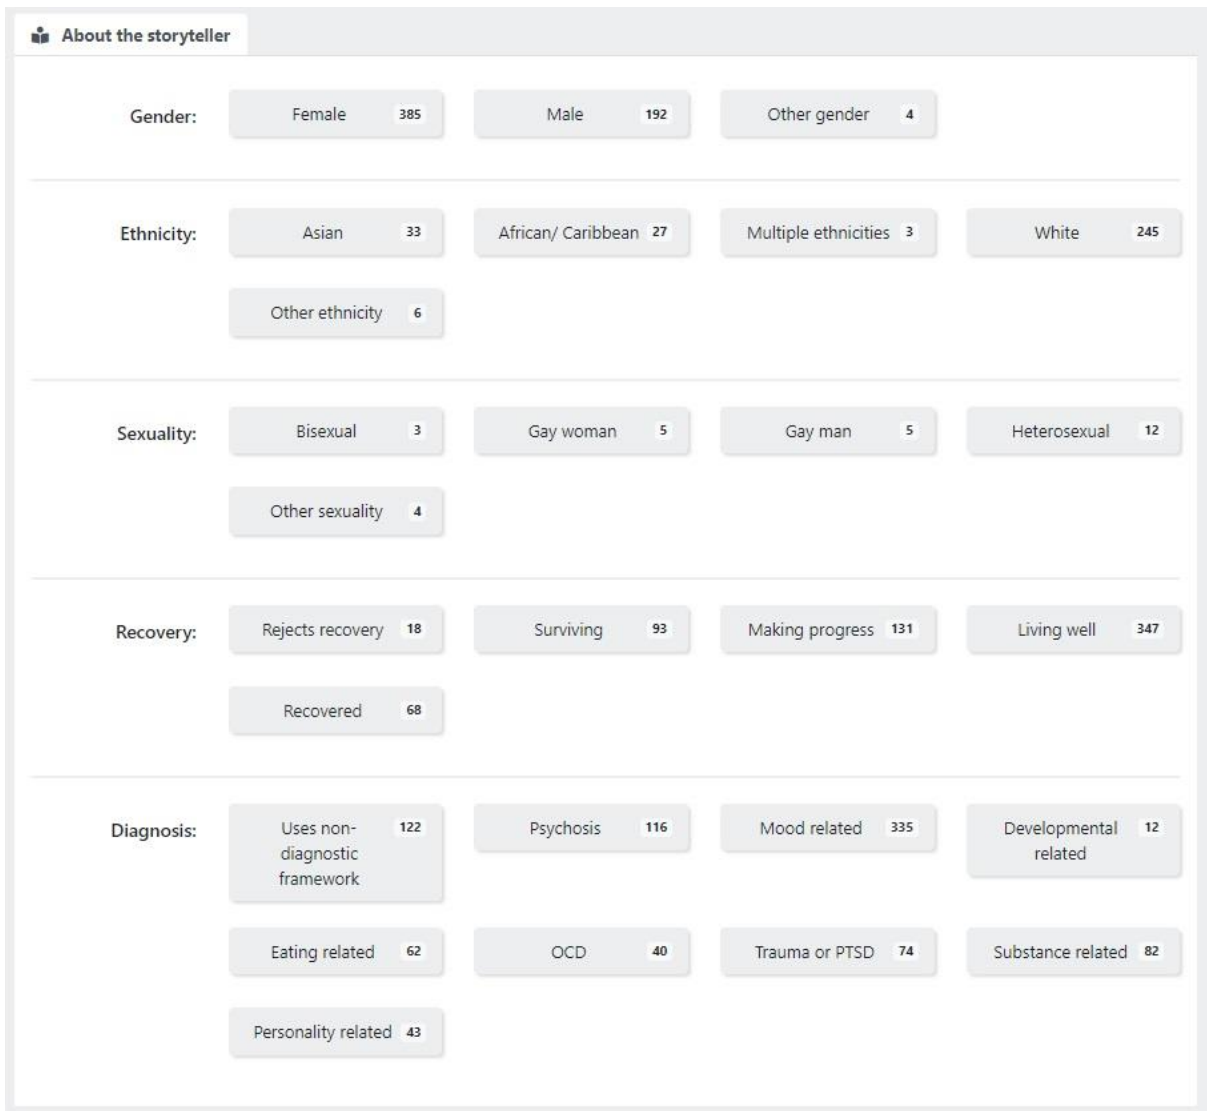 About the storyteller
Gender: Female 385 Male 192 Other gender 4
Ethnicity: Asian 33 African/ Caribbean 27 Multiple ethnicities 3 White 245
Other ethnicity 6
Sexuality: Bisexual 3 Gay woman 5 Gay man 5 Heterosexual 12
Other sexuality 4
Recovery: Rejects recovery 18 Surviving 93 Making progress 131 Living well 347
Recovered 68
Diagnosis: Uses non- 122 Psychosis 116 Mood related 335 Developmental 12
diagnostic related
framework
Eating related 62 OCD 40 Trauma or PTSD 74 Substance related 82
Personality related 43